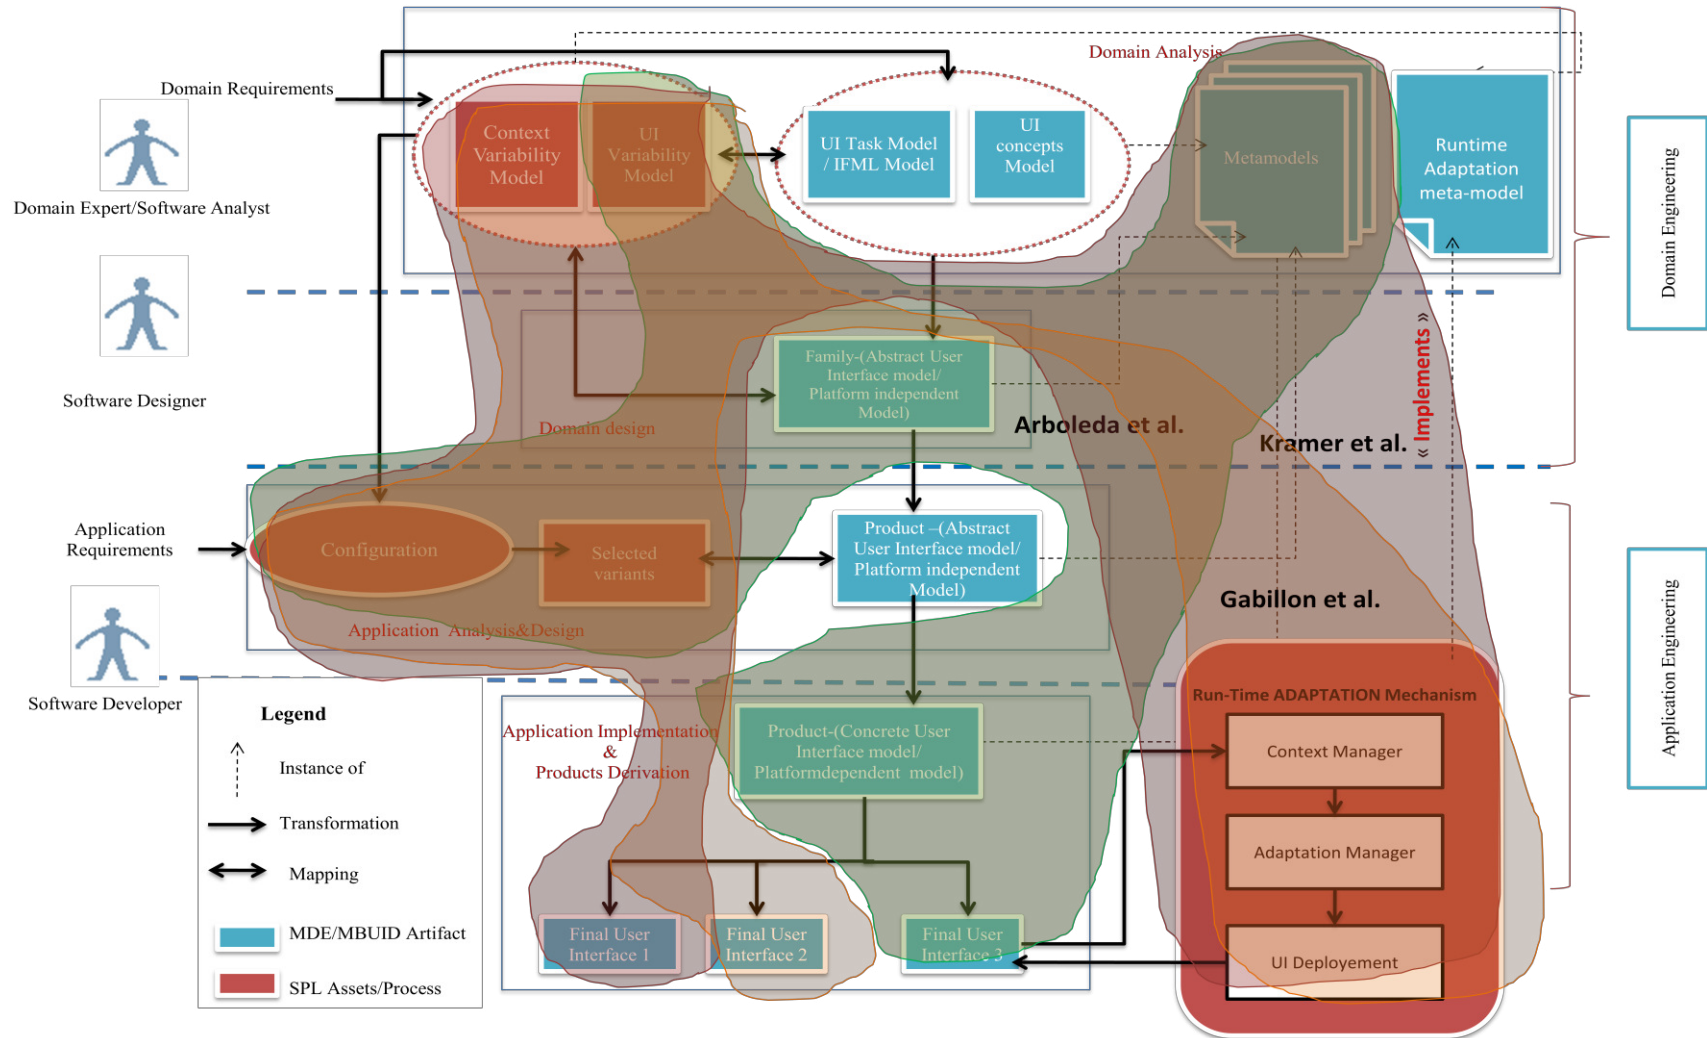 Domain Analysis
Domain Requirements
Context
Variability
Model
UI
Variability
Model
UI Task Model
/ IFML Model
UI
concepts
Model
Metamodels
Runtime
Adaptation
meta-model
Domain Engineering
Domain Expert/Software Analyst
Software Designer
Family-(Abstract User
Interface model/
Platform independent
Model)
Domain design
Arboleda et al.
Kramer et al.
« Implements »
Application
Requirements
Configuration
Selected
variants
Product –(Abstract
User Interface model/
Platform independent
Model)
Gabillon et al.
Application Analysis&Design
Software Developer
Application Engineering
Legend
Instance of
Transformation
Mapping
MDE/MBUID Artifact
SPL Assets/Process
Application Implementation
&
Products Derivation
Product-(Concrete User
Interface model/
Platformdependent model)
Final User
Interface 1
Final User
Interface 2
Final User
Interface 3
Run-Time ADAPTATION Mechanism
Context Manager
Adaptation Manager
UI Deployement